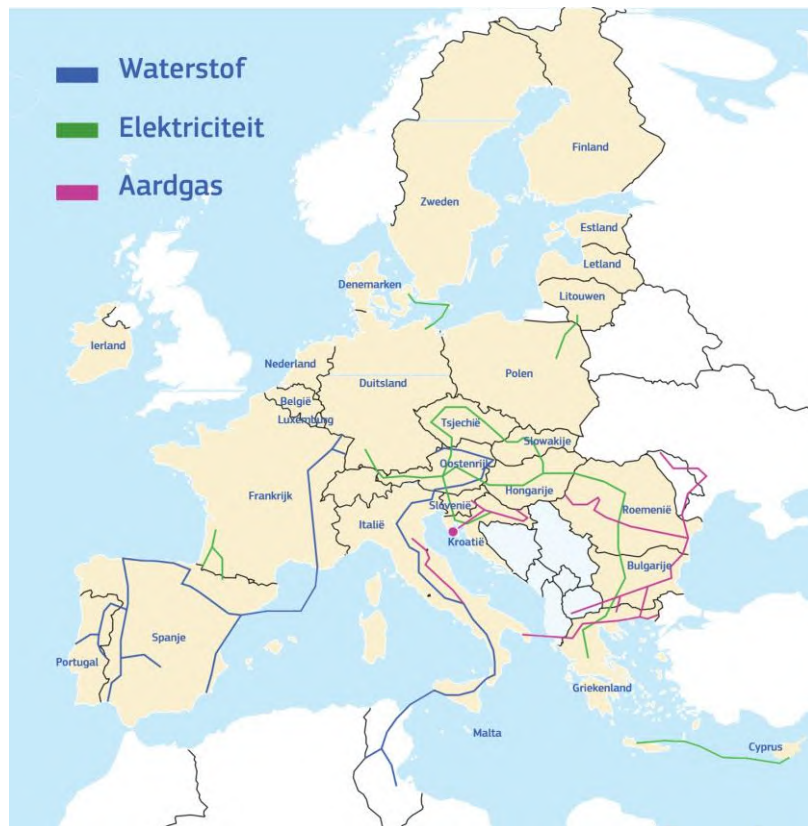 Waterstof
Elektriciteit
Aardgas
Finland
Zweden
Estland
Letland
Denemarken
Litouwen
Ierland
Nederland
Polen
Duitsland
België
Luxemburg
Tsjechië
Slowakije
Oostenrijk
Frankrijk
Hongarije
Slovenië
Roemenië
Italië
Kroatië
Bulgarije
Spanje
Portugal
Griekenland
Malta
Cyprus